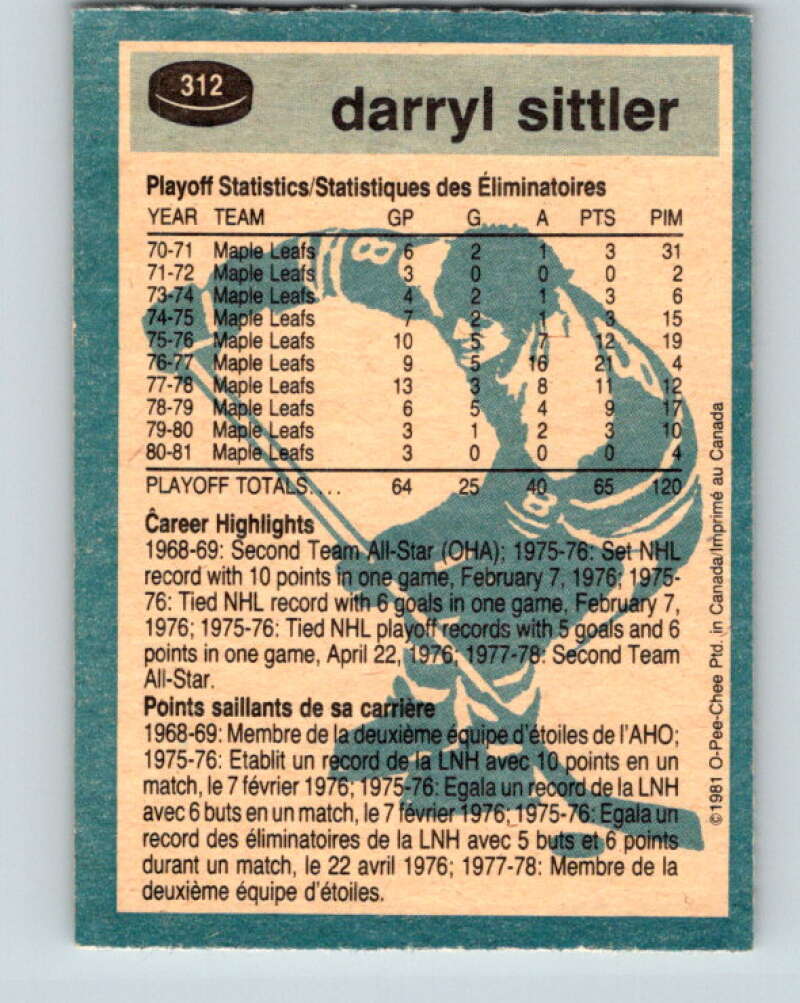 312
darryl sittler
Playoff Statistics/Statistiques des Éliminatoires
YEAR TEAM GP G A PTS PIM
70-71 Maple Leafs 6 2 1 3 31
71-72 Maple Leafs 3 0 0 0 2
73-74 Maple Leafs 4 2 1 3 6
74-75 Maple Leafs 7 2 1 3 15
75-76 Maple Leafs 10 5 7 12 19
76-77 Maple Leafs 9 5 16 21 4
77-78 Maple Leafs 13 3 8 11 12
78-79 Maple Leafs 6 5 4 9 17
79-80 Maple Leafs 3 1 2 3 10
80-81 Maple Leafs 3 0 0 0 4
PLAYOFF TOTALS.... 64 25 40 65 120
Career Highlights
1968-69: Second Team All-Star (OHA); 1975-76: Set NHL
record with 10 points in one game, February 7, 1976; 1975-
76: Tied NHL record with 6 goals in one game, February 7,
1976; 1975-76: Tied NHL playoff records with 5 goals and 6
points in one game, April 22, 1976; 1977-78: Second Team
All-Star.
Points saillants de sa carrière
1968-69: Membre de la deuxième équipe d'étoiles de l'AHO;
1975-76: Etablit un record de la LNH avec 10 points en un
match, le 7 février 1976; 1975-76: Egala un record de la LNH
avec 6 buts en un match, le 7 février 1976; 1975-76: Egala un
record des éliminatoires de la LNH avec 5 buts et 6 points
durant un match, le 22 avril 1976; 1977-78: Membre de la
deuxième équipe d'étoiles.
©1981 O-Pee-Chee Ptd. in Canada/Imprimé au Canada
8
8